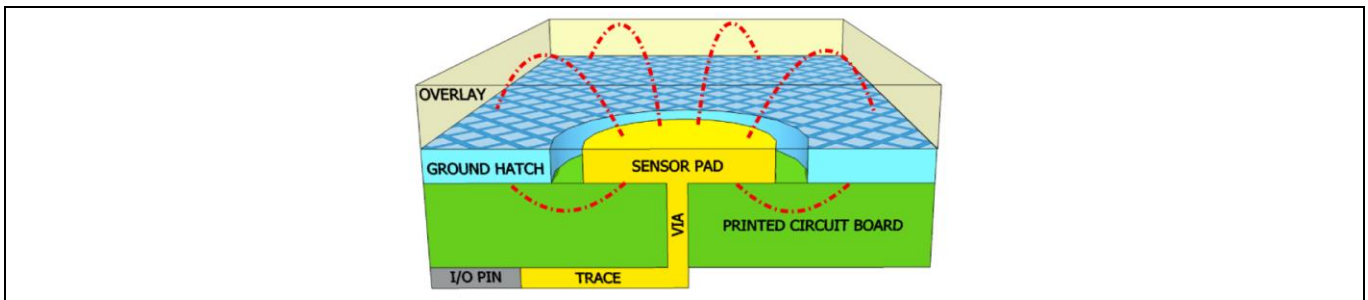 OVERLAY
GROUND HATCH
SENSOR PAD
VIA
PRINTED CIRCUIT BOARD
I/O PIN
TRACE